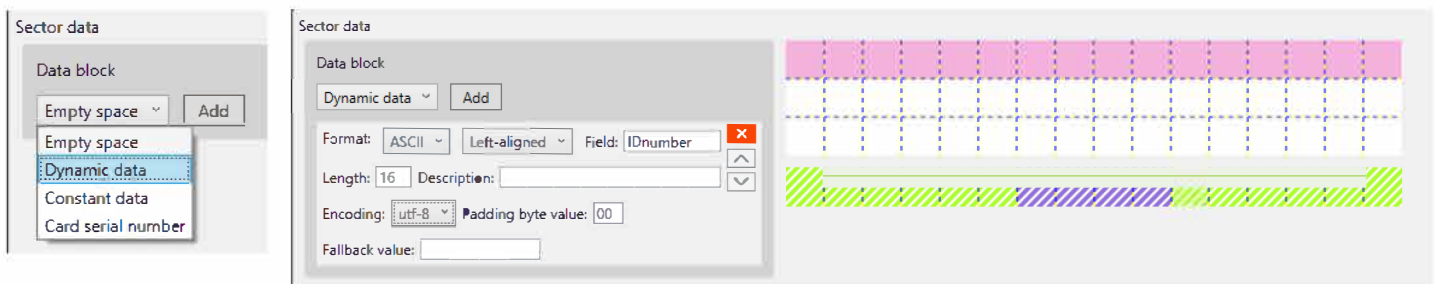 Sector data
Data block
Empty space Add
Empty space
Dynamic data
Constant data
Card serial number
Sector data
Data block
Dynamic data Add
Format: ASCII Left-aligned Field: IDnumber
Length: 16 Description:
Encoding: utf-8 Padding byte value: 00
Fallback value: